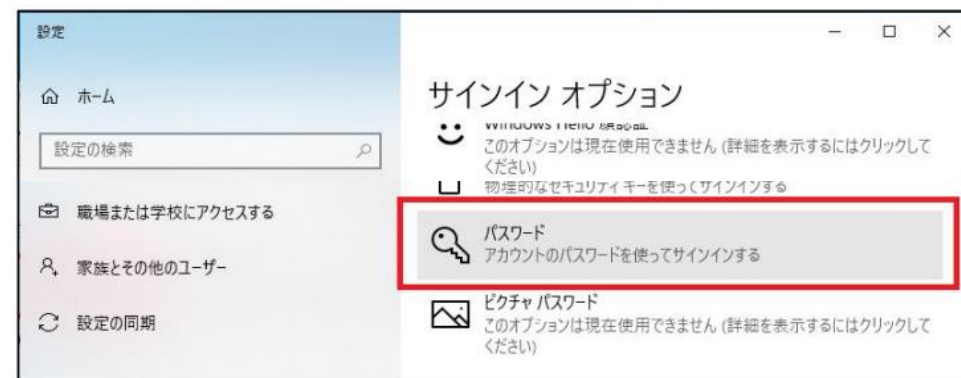 設定
ホーム
設定の検索
職場または学校にアクセスする
家族とその他のユーザー
設定の同期
サインイン オプション
Windows Hello 顔認証
このオプションは現在使用できません (詳細を表示するにはクリックして
ください)
物理的なセキュリティ キーを使ってサインインする
パスワード
アカウントのパスワードを使ってサインインする
ピクチャ パスワード
このオプションは現在使用できません (詳細を表示するにはクリックして
ください)